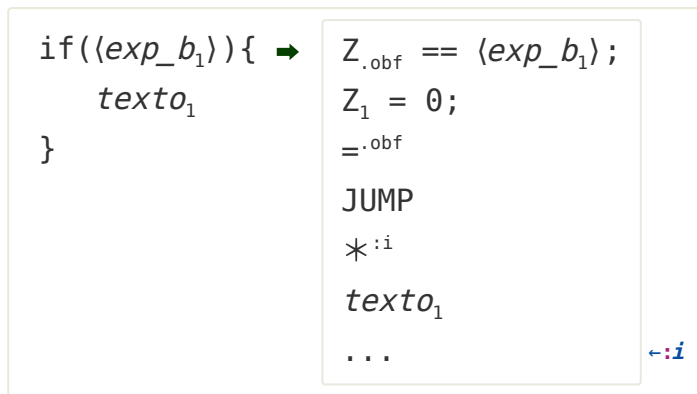 if(⟨exp_b₁⟩){ ➡ Z.obf == ⟨exp_b₁⟩;
texto₁ Z₁ = 0;
} =.obf
JUMP
*:i
texto₁
... ←:i